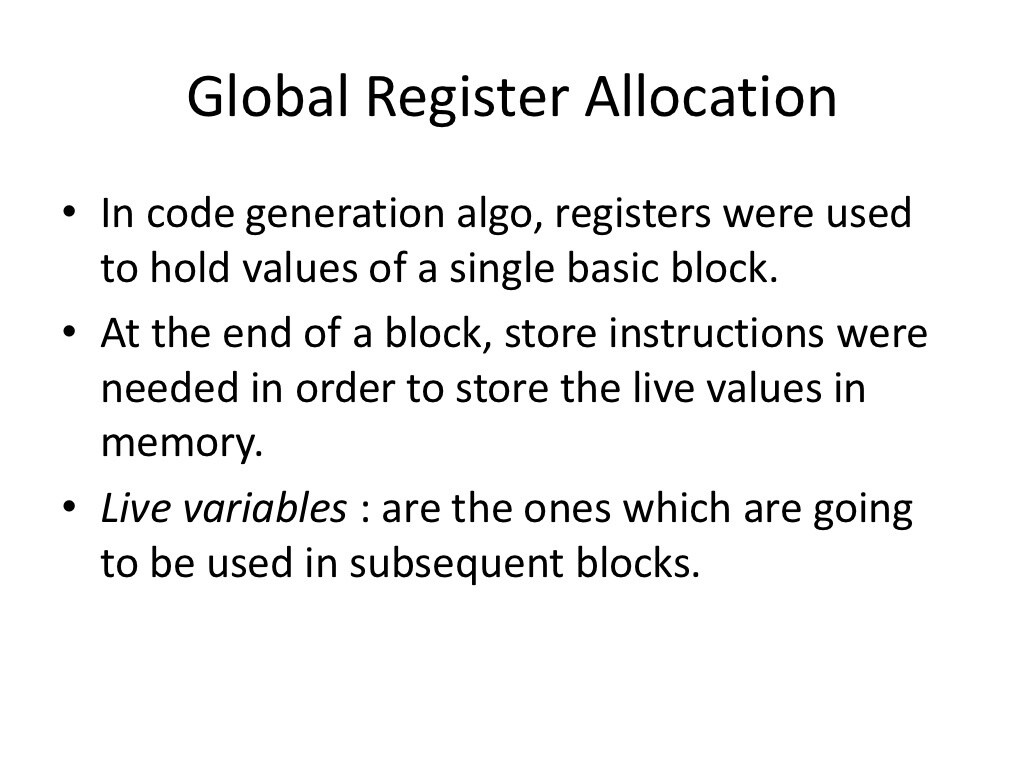 Global Register Allocation
• In code generation algo, registers were used
to hold values of a single basic block.
• At the end of a block, store instructions were
needed in order to store the live values in
memory.
• Live variables : are the ones which are going
to be used in subsequent blocks.